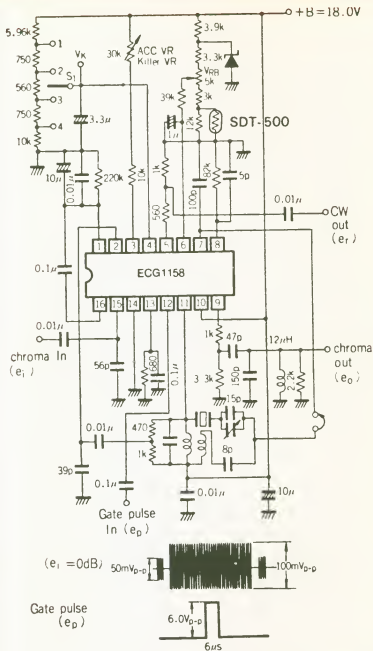 +B = 18.0V
5.96k
1
750
2
560
S1
3
750
4
10k
VK
3.3μ
30k
ACC VR
Killer VR
3.9k
3.3k
VRB
5k
39k
3k
1μ
12k
SDT-500
10μ
0.01μ
220k
10k
1k
560
100p
82k
5p
0.01μ
CW
out
(er)
1 2 3 4 5 6 7 8
ECG1158
16 15 14 13 12 11 10 9
0.1μ
0.01μ
chroma In
(ei)
56p
680
0.1μ
1k
47p
12μH
chroma
out
(eo)
3.3k
150p
2.2k
15p
0.01μ
470
1k
8p
39p
0.1μ
Gate pulse
In (ep)
0.01μ
10μ
(ei =0dB)
50mVp-p
100mVp-p
Gate pulse
(ep)
6.0Vp-p
6μs